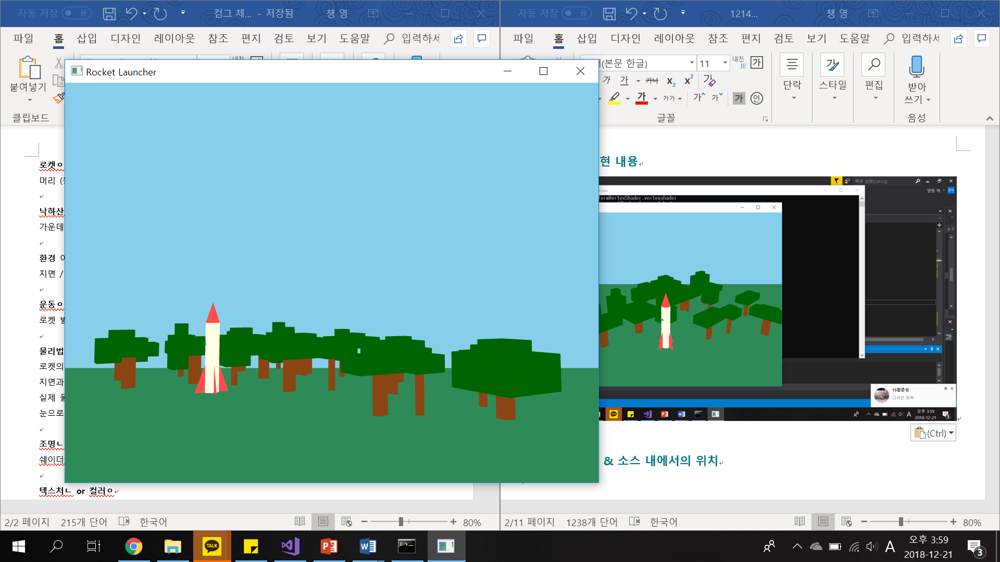 자동 저장 끔 컴그 체... - 저장됨 챙 영
파일 홈 삽입 디자인 레이아웃 참조 편지 검토 보기 도움말 입력하세
붙여넣기
클립보드
자동 저장 끔 1214... 챙 영
파일 홈 삽입 디자인 레이아웃 참조 편지 검토 보기 도움말 입력하세
(본문 한글) 11 내천 가
가 가 가나 x₂ x² 가
가 가가 가 가 가 인
글꼴
단락
스타일
편집
받아
쓰기
음성
Rocket Launcher
로켓ㅇ
머리 (
낙하산
가운데
환경
지면 /
운동ㅇ
로켓
물리법
로켓의
지면과
실제
눈으로
조명ㄴ
쉐이더
텍스처ㄴ or 컬러ㅇ
현 내용
빠른 실행(Ctrl+Q)
영창 박
ormVertexShader.vertexshader
15황준성
그러은 못써
오후 3:59
2018-12-21
(Ctrl)
& 소스 내에서의 위치
2/2 페이지 215개 단어 한국어 80%
2/11 페이지 1238개 단어 한국어 80%
TALK
A
오후 3:59
2018-12-21
3